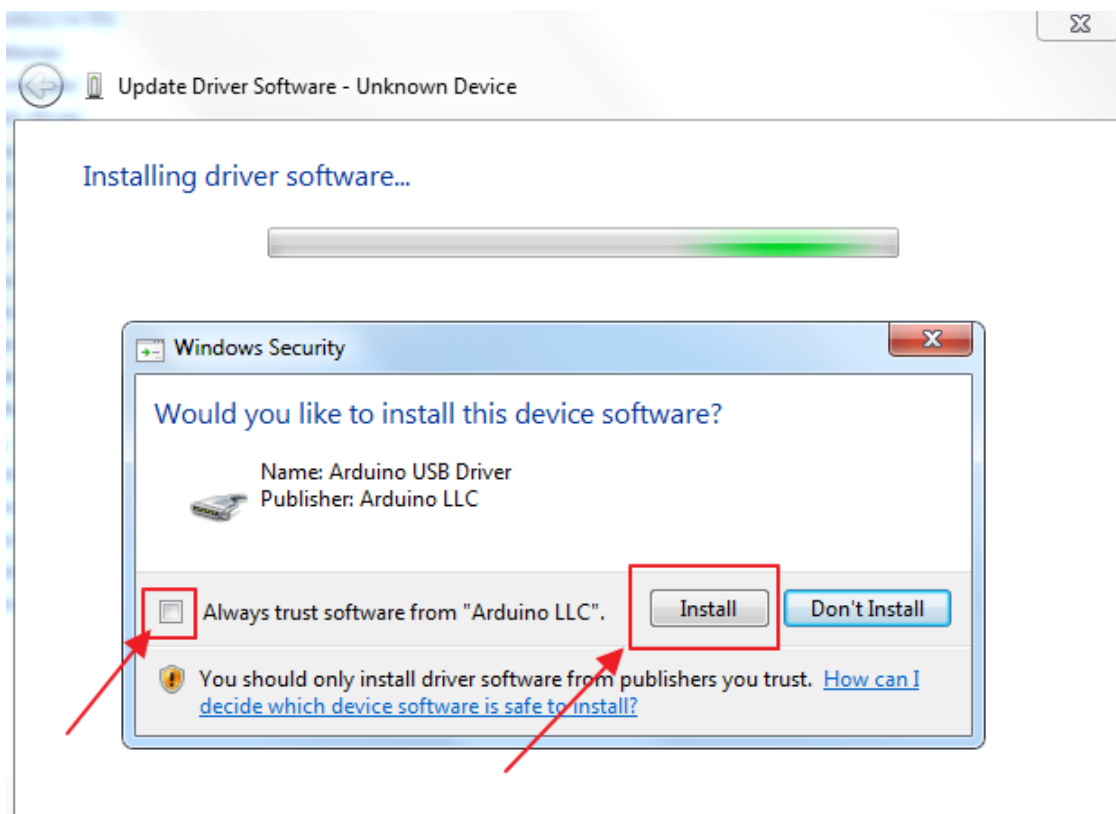 Update Driver Software - Unknown Device
Installing driver software...
Windows Security
Would you like to install this device software?
Name: Arduino USB Driver
Publisher: Arduino LLC
Always trust software from "Arduino LLC".
Install
Don't Install
You should only install driver software from publishers you trust. How can I
decide which device software is safe to install?